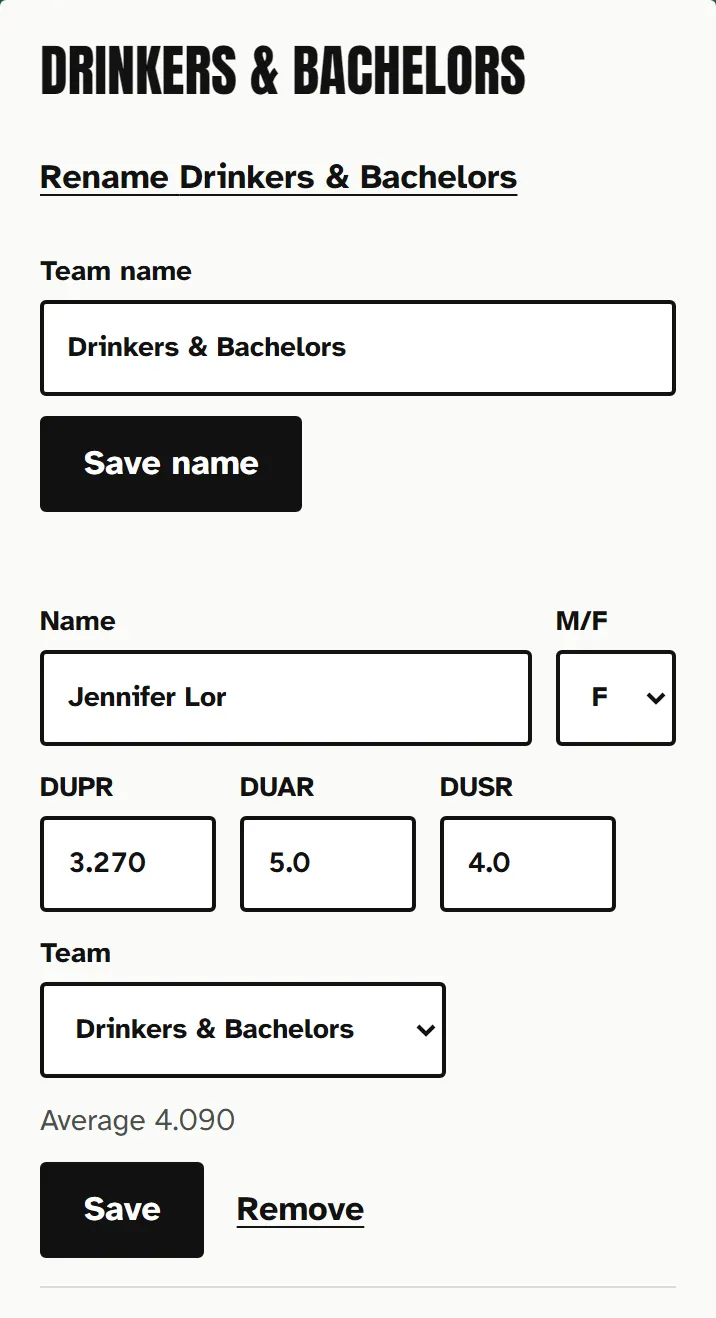 DRINKERS & BACHELORS
Rename Drinkers & Bachelors
Team name
Drinkers & Bachelors
Save name
Name M/F
Jennifer Lor F
DUPR DUAR DUSR
3.270 5.0 4.0
Team
Drinkers & Bachelors
Average 4.090
Save Remove